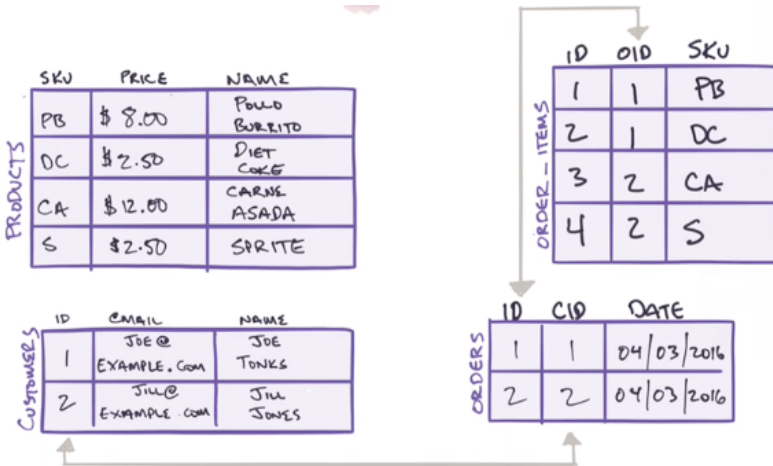 PRODUCTS
SKU PRICE NAME
PB $8.00 POLLO
BURRITO
DC $2.50 DIET
COKE
CA $12.00 CARNE
ASADA
S $2.50 SPRITE
ORDER_ITEMS
ID OID SKU
1 1 PB
2 1 DC
3 2 CA
4 2 S
CUSTOMERS
ID EMAIL NAME
1 JOE@ JOE
EXAMPLE.COM TONKS
2 JILL@ JILL
EXAMPLE.COM JONES
ORDERS
ID CID DATE
1 1 04/03/2016
2 2 04/03/2016